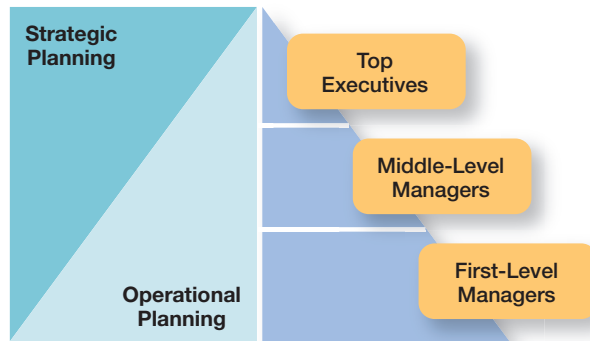 Strategic
Planning
Top
Executives
Middle-Level
Managers
First-Level
Managers
Operational
Planning